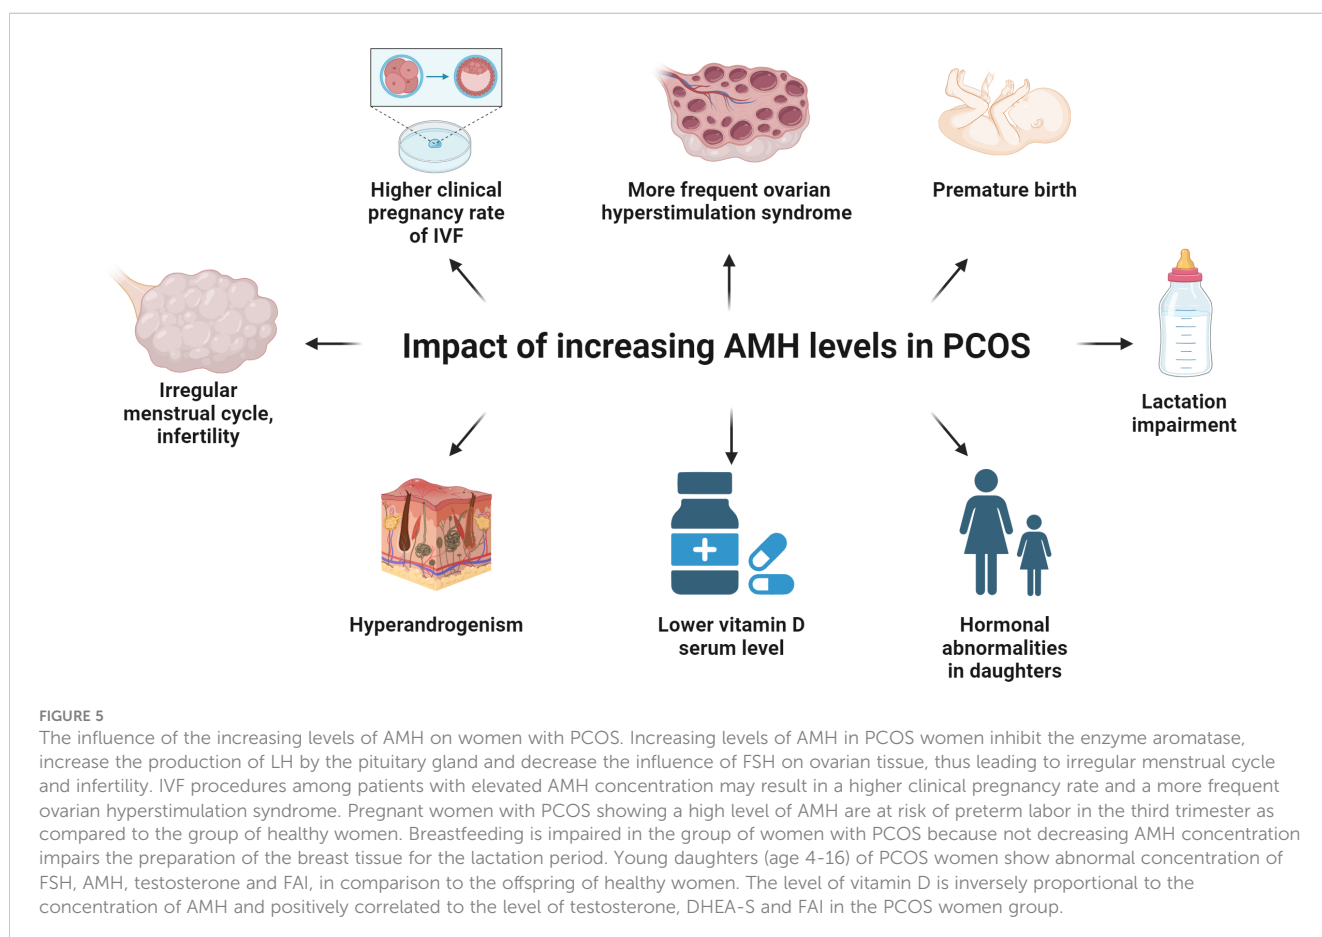 Higher clinical
pregnancy rate
of IVF
More frequent ovarian
hyperstimulation syndrome
Premature birth
Irregular
menstrual cycle,
infertility
Impact of increasing AMH levels in PCOS
Lactation
impairment
Hyperandrogenism
Lower vitamin D
serum level
Hormonal
abnormalities
in daughters
FIGURE 5
The influence of the increasing levels of AMH on women with PCOS. Increasing levels of AMH in PCOS women inhibit the enzyme aromatase,
increase the production of LH by the pituitary gland and decrease the influence of FSH on ovarian tissue, thus leading to irregular menstrual cycle
and infertility. IVF procedures among patients with elevated AMH concentration may result in a higher clinical pregnancy rate and a more frequent
ovarian hyperstimulation syndrome. Pregnant women with PCOS showing a high level of AMH are at risk of preterm labor in the third trimester as
compared to the group of healthy women. Breastfeeding is impaired in the group of women with PCOS because not decreasing AMH concentration
impairs the preparation of the breast tissue for the lactation period. Young daughters (age 4-16) of PCOS women show abnormal concentration of
FSH, AMH, testosterone and FAI, in comparison to the offspring of healthy women. The level of vitamin D is inversely proportional to the
concentration of AMH and positively correlated to the level of testosterone, DHEA-S and FAI in the PCOS women group.